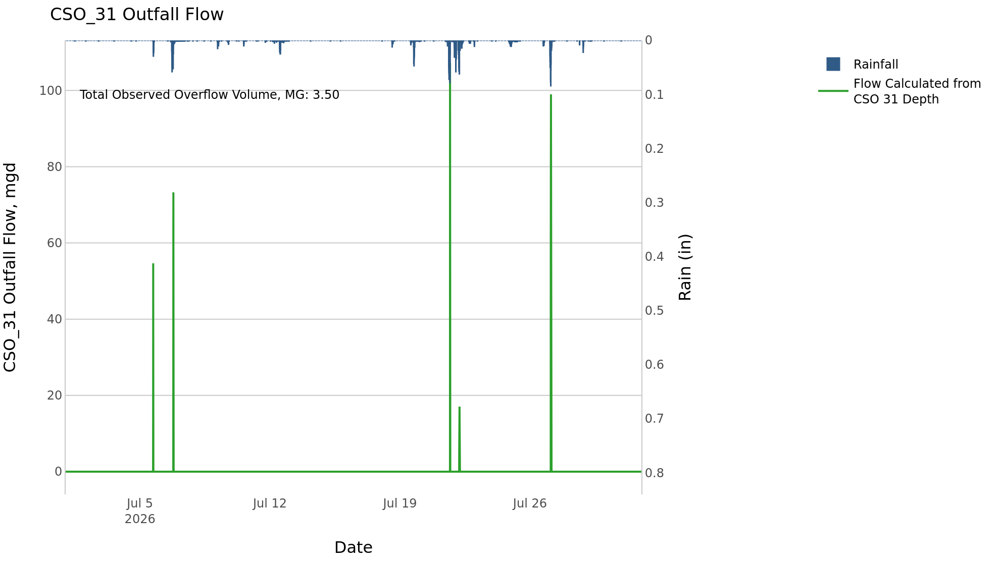 CSO_31 Outfall Flow
Total Observed Overflow Volume, MG: 3.50
CSO_31 Outfall Flow, mgd
100
80
60
40
20
0
0
0.1
0.2
0.3
0.4
0.5
0.6
0.7
0.8
Rain (in)
Jul 5
2026
Jul 12
Jul 19
Jul 26
Date
Rainfall
Flow Calculated from
CSO 31 Depth